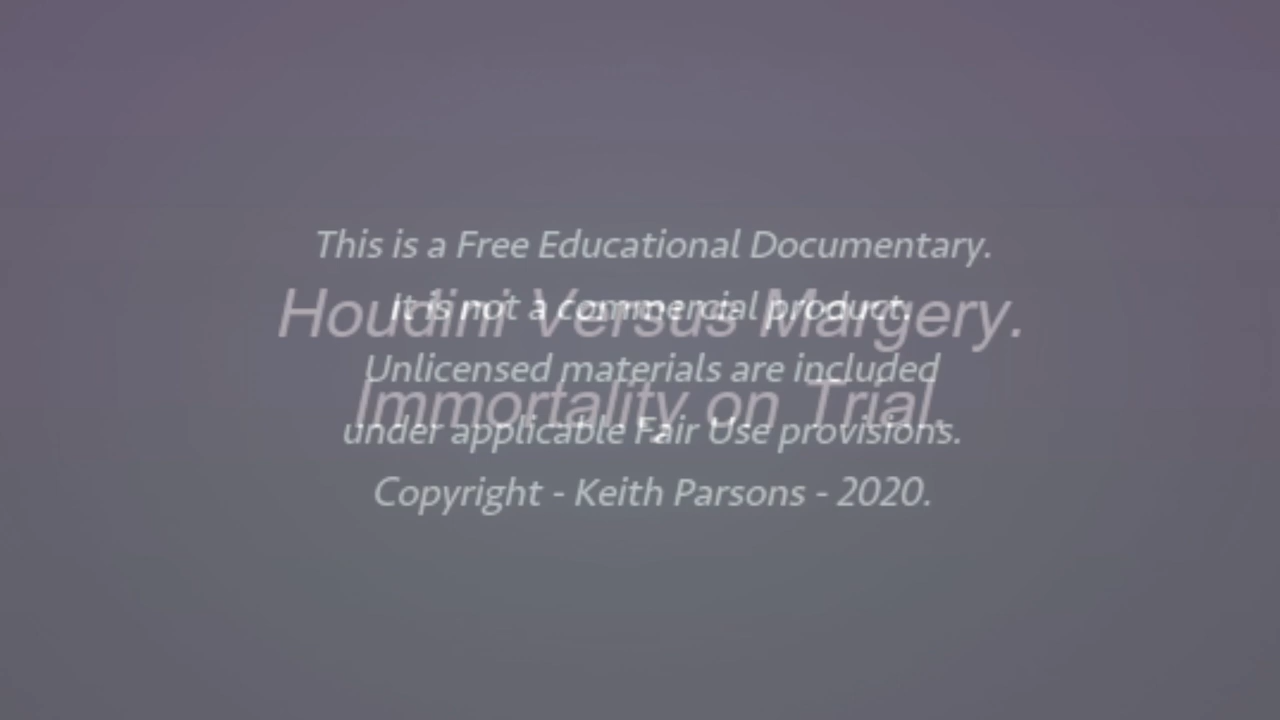 This is a Free Educational Documentary.
It is not a commercial product.
Houdini Versus Margery.
Unlicensed materials are included
Immortality on Trial.
under applicable Fair Use provisions.
Copyright - Keith Parsons - 2020.